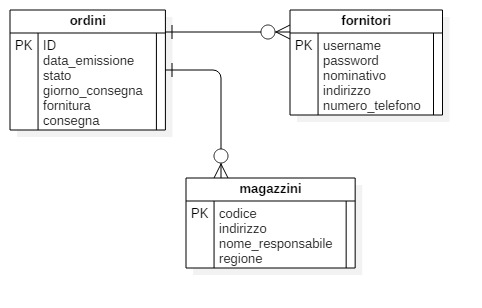 ordini
PK ID
data_emissione
stato
giorno_consegna
fornitura
consegna
fornitori
PK username
password
nominativo
indirizzo
numero_telefono
magazzini
PK codice
indirizzo
nome_responsabile
regione